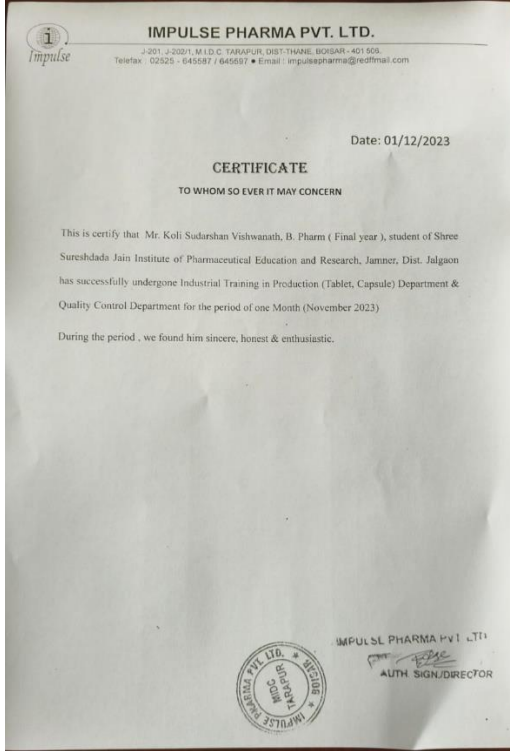 IMPULSE PHARMA PVT. LTD.
i
Impulse
J-201, J-202/1, M.I.D.C. TARAPUR, DIST-THANE, BOISAR - 401 506.
Telefax : 02525 - 645587 / 645597 ● Email : impulsepharma@rediffmail.com
Date: 01/12/2023
CERTIFICATE
TO WHOM SO EVER IT MAY CONCERN
This is certify that Mr. Koli Sudarshan Vishwanath, B. Pharm ( Final year ), student of Shree
Sureshdada Jain Institute of Pharmaceutical Education and Research, Jamner, Dist. Jalgaon
has successfully undergone Industrial Training in Production (Tablet, Capsule) Department &
Quality Control Department for the period of one Month (November 2023)
During the period , we found him sincere, honest & enthusiastic.
IMPULSE PHARMA PVT LTD
AUTH. SIGN./DIRECTOR
IMPULSE PHARMA PVT. LTD. * BOISAR *
MIDC
TARAPUR